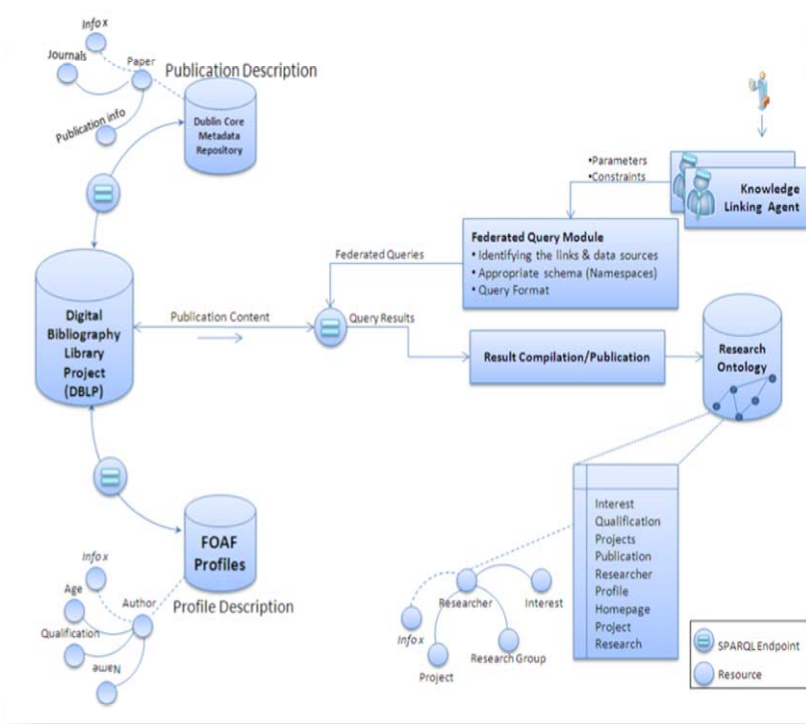 Info x
Journals
Paper
Publication Description
Publication info
Dublin Core
Metadata
Repository
•Parameters
•Constraints
Knowledge
Linking Agent
Federated Query Module
• Identifying the links & data sources
• Appropriate schema (Namespaces)
• Query Format
Federated Queries
Digital
Bibliography
Library
Project
(DBLP)
Publication Content
Query Results
Result Compilation/Publication
Research
Ontology
FOAF
Profiles
Info x
Age
Author
Profile Description
Qualification
Name
Interest
Qualification
Projects
Publication
Researcher
Profile
Homepage
Project
Research
Researcher
Interest
Info x
Research Group
Project
SPARQL Endpoint
Resource